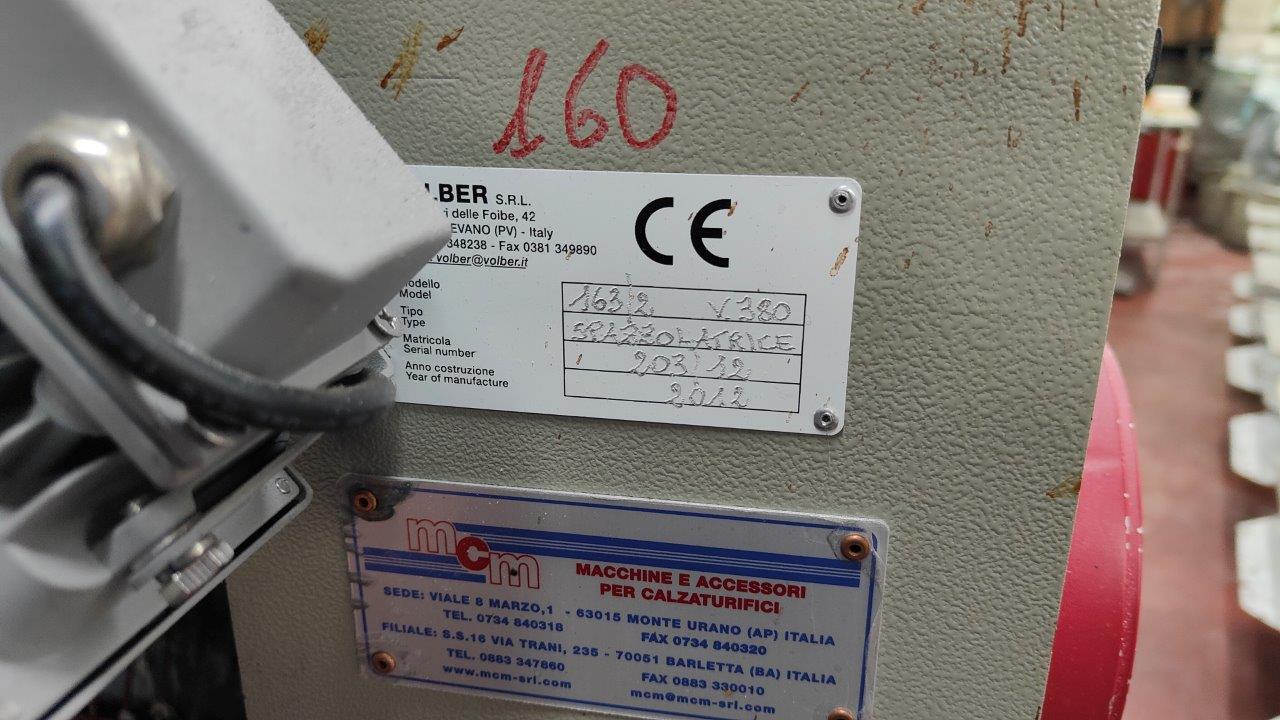 160
LBER S.R.L.
ri delle Foibe, 42
EVANO (PV) - Italy
348238 - Fax 0381 349890
volber@volber.it
CE
Modello
Model
163/2 V.380
Tipo
Type
SPAZZOLATRICE
Matricola
Serial number
203/12
Anno costruzione
Year of manufacture
2012
mcm
MACCHINE E ACCESSORI
PER CALZATURIFICI
SEDE: VIALE 8 MARZO,1 - 63015 MONTE URANO (AP) ITALIA
TEL. 0734 840318 FAX 0734 840320
FILIALE: S.S.16 VIA TRANI, 235 - 70051 BARLETTA (BA) ITALIA
TEL. 0883 347860 FAX 0883 330010
www.mcm-srl.com mcm@mcm-srl.com